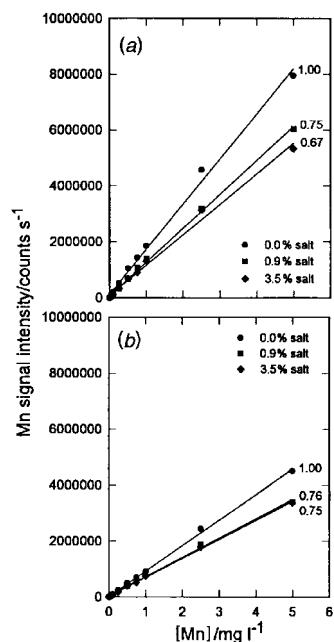 (a)
10000000
8000000
6000000
4000000
2000000
0
1.00
0.75
0.67
0.0% salt
0.9% salt
3.5% salt
Mn signal intensity/counts s⁻¹
(b)
10000000
8000000
6000000
4000000
2000000
0
0.0% salt
0.9% salt
3.5% salt
1.00
0.76
0.75
0 1 2 3 4 5 6
[Mn]/mg l⁻¹